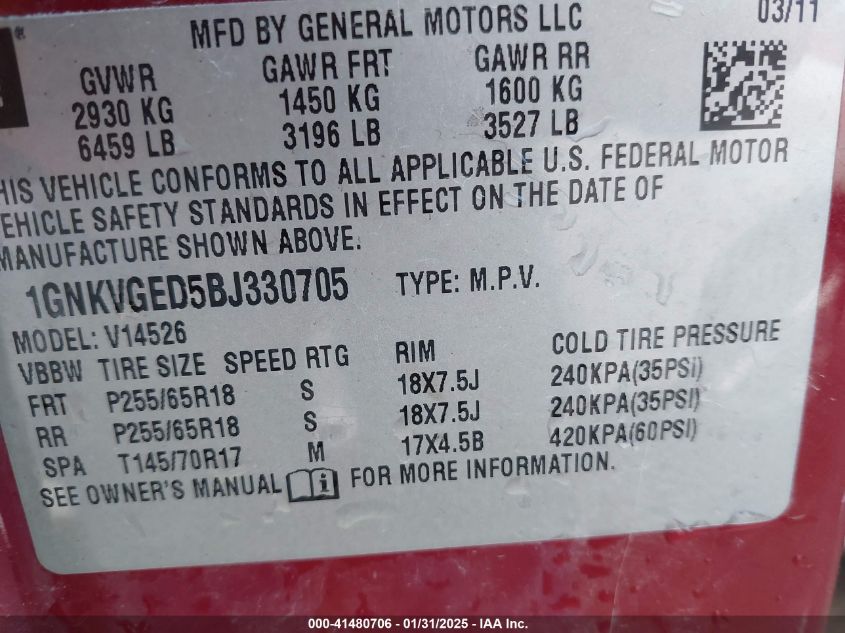 MFD BY GENERAL MOTORS LLC 03/11
GVWR GAWR FRT GAWR RR
2930 KG 1450 KG 1600 KG
6459 LB 3196 LB 3527 LB
HIS VEHICLE CONFORMS TO ALL APPLICABLE U.S. FEDERAL MOTOR
EHICLE SAFETY STANDARDS IN EFFECT ON THE DATE OF
MANUFACTURE SHOWN ABOVE.
1GNKVGED5BJ330705 TYPE: M.P.V.
MODEL: V14526
VBBW TIRE SIZE SPEED RTG RIM COLD TIRE PRESSURE
FRT P255/65R18 S 18X7.5J 240KPA(35PSI)
RR P255/65R18 S 18X7.5J 240KPA(35PSI)
SPA T145/70R17 M 17X4.5B 420KPA(60PSI)
SEE OWNER'S MANUAL i FOR MORE INFORMATION.
000-41480706 - 01/31/2025 - IAA Inc.